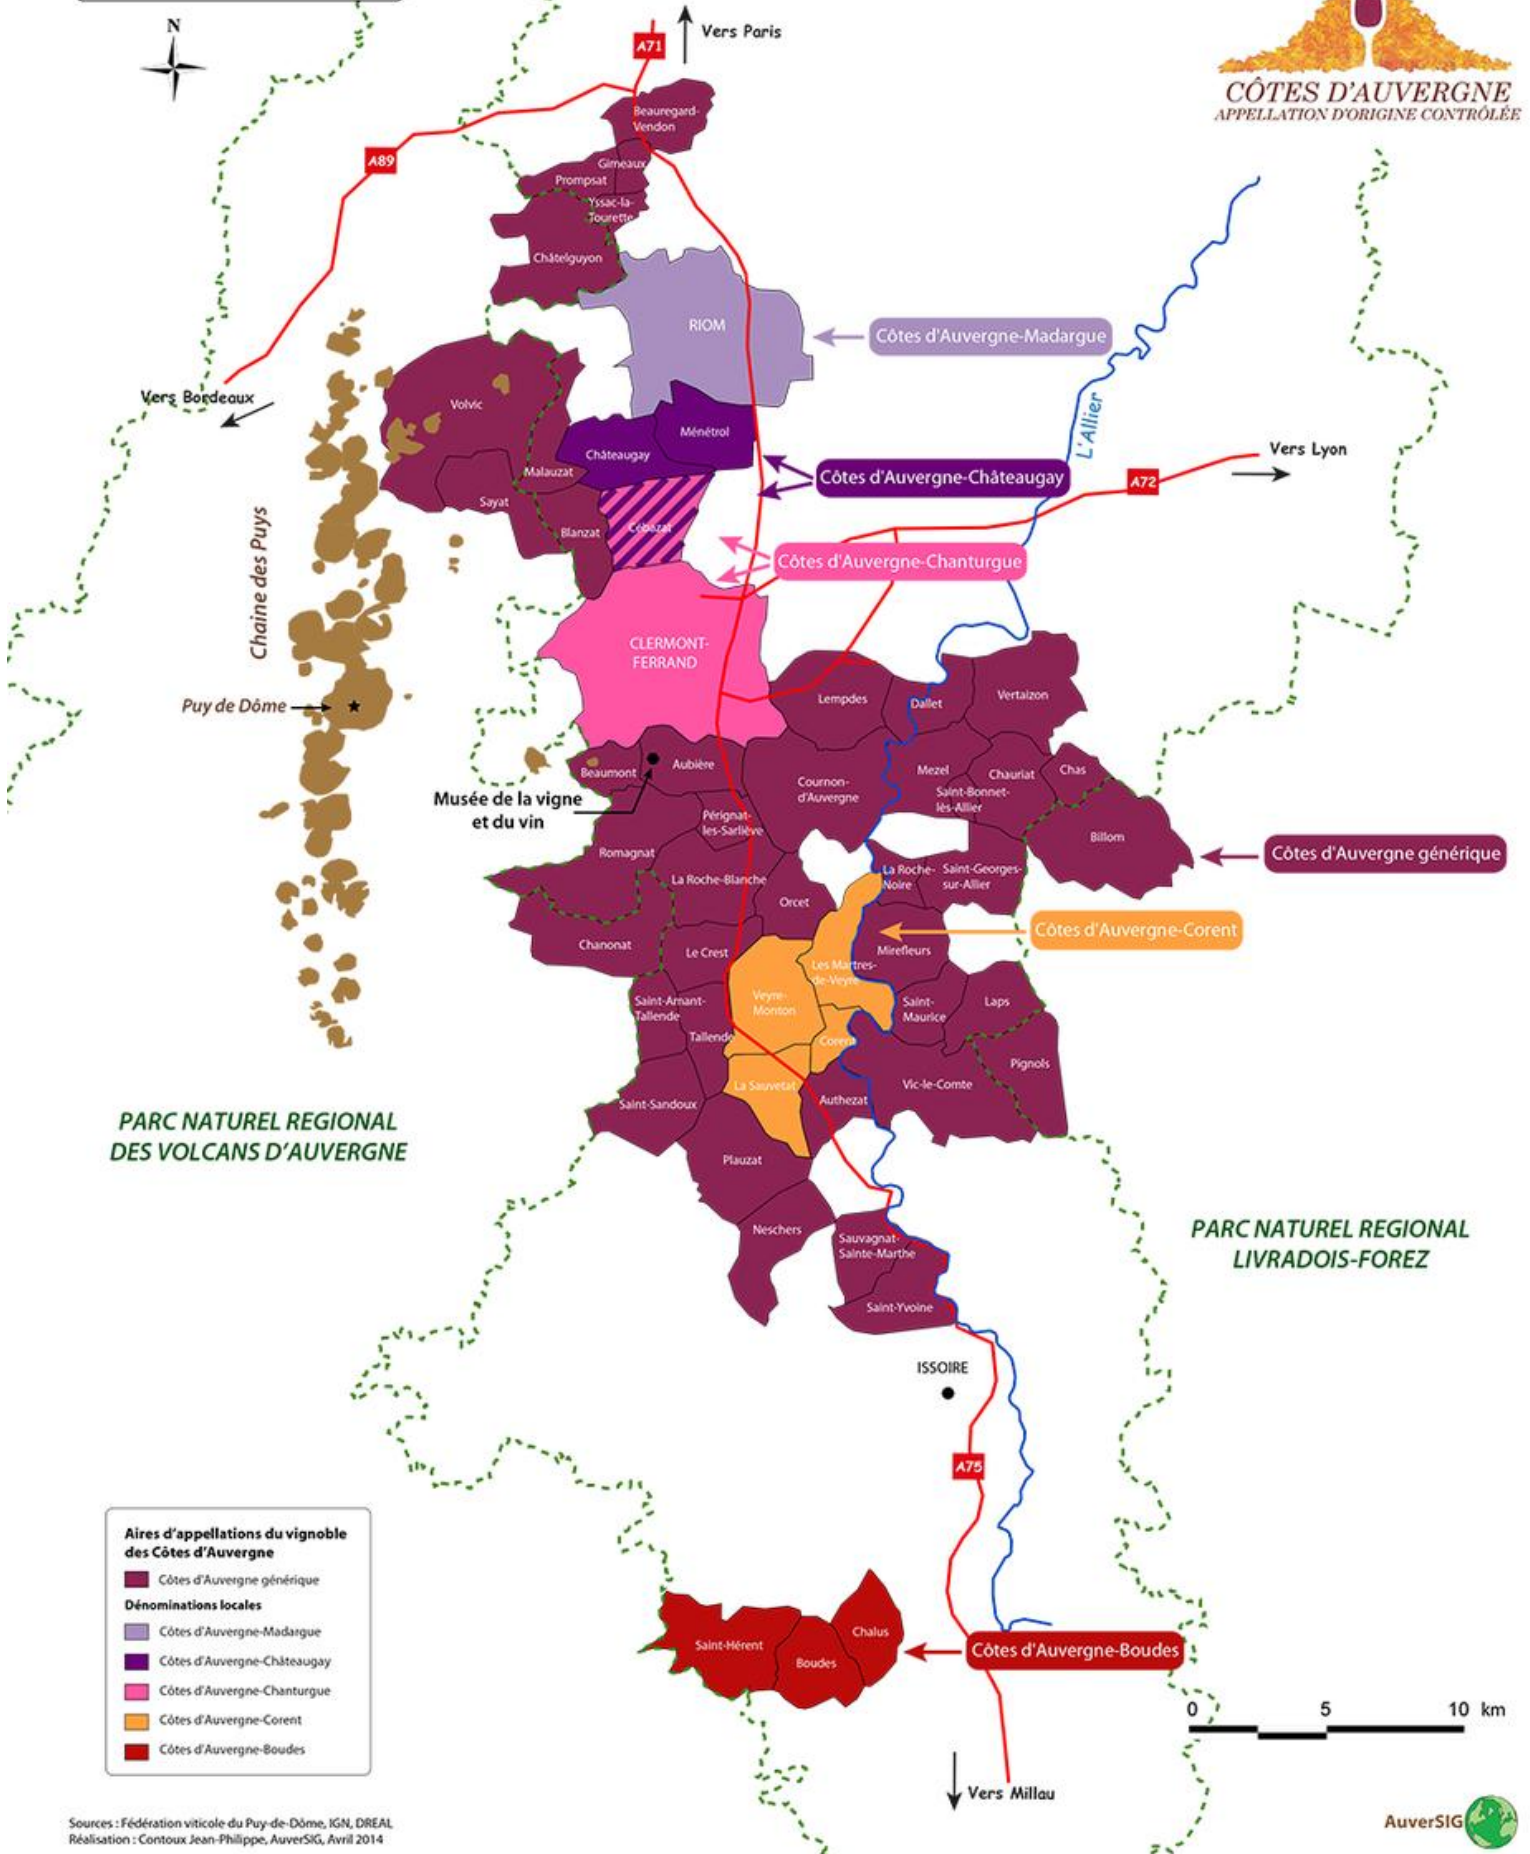 N
A71
Vers Paris
CÔTES D'AUVERGNE
APPELLATION D'ORIGINE CONTRÔLÉE
Beauregard-
Vendon
A89
Gimeaux
Prompsat
Yssac-la-
Tourette
Châtelguyon
RIOM
Côtes d'Auvergne-Madargue
Vers Bordeaux
Volvic
L'Allier
Ménétrol
Châteaugay
Malauzat
Vers Lyon
Côtes d'Auvergne-Châteaugay
A72
Sayat
Blanzat
Cébazat
Chaine des Puys
Côtes d'Auvergne-Chanturgue
CLERMONT-
FERRAND
Puy de Dôme
Lempdes
Dallet
Vertaizon
Beaumont
Aubière
Mezel
Chauriat
Chas
Cournon-
d'Auvergne
Saint-Bonnet-
lès-Allier
Musée de la vigne
et du vin
Pérignat-
les-Sarliève
Billom
Romagnat
Côtes d'Auvergne générique
La Roche-Blanche
La Roche-
Noire
Saint-Georges-
sur-Allier
Orcet
Côtes d'Auvergne-Corent
Chanonat
Le Crest
Mirefleurs
Les Martres-
de-Veyre
Veyre-
Monton
Saint-Amant-
Tallende
Saint-
Maurice
Laps
Tallende
Corent
Pignols
La Sauvetat
Vic-le-Comte
Saint-Sandoux
Authezat
PARC NATUREL REGIONAL
DES VOLCANS D'AUVERGNE
Plauzat
Neschers
Sauvagnat-
Sainte-Marthe
PARC NATUREL REGIONAL
LIVRADOIS-FOREZ
Saint-Yvoine
ISSOIRE
A75
Aires d'appellations du vignoble
des Côtes d'Auvergne
Côtes d'Auvergne générique
Dénominations locales
Côtes d'Auvergne-Madargue
Côtes d'Auvergne-Châteaugay
Côtes d'Auvergne-Chanturgue
Côtes d'Auvergne-Corent
Côtes d'Auvergne-Boudes
Saint-Hérent
Boudes
Chalus
Côtes d'Auvergne-Boudes
0 5 10 km
Vers Millau
Sources : Fédération viticole du Puy-de-Dôme, IGN, DREAL
Réalisation : Contoux Jean-Philippe, AuverSIG, Avril 2014
AuverSIG